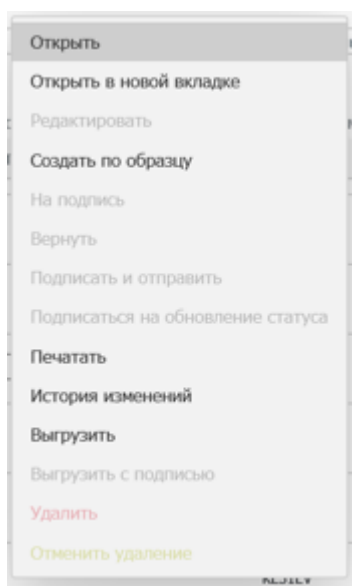 Открыть
Открыть в новой вкладке
Редактировать
Создать по образцу
На подпись
Вернуть
Подписать и отправить
Подписаться на обновление статуса
Печатать
История изменений
Выгрузить
Выгрузить с подписью
Удалить
Отменить удаление